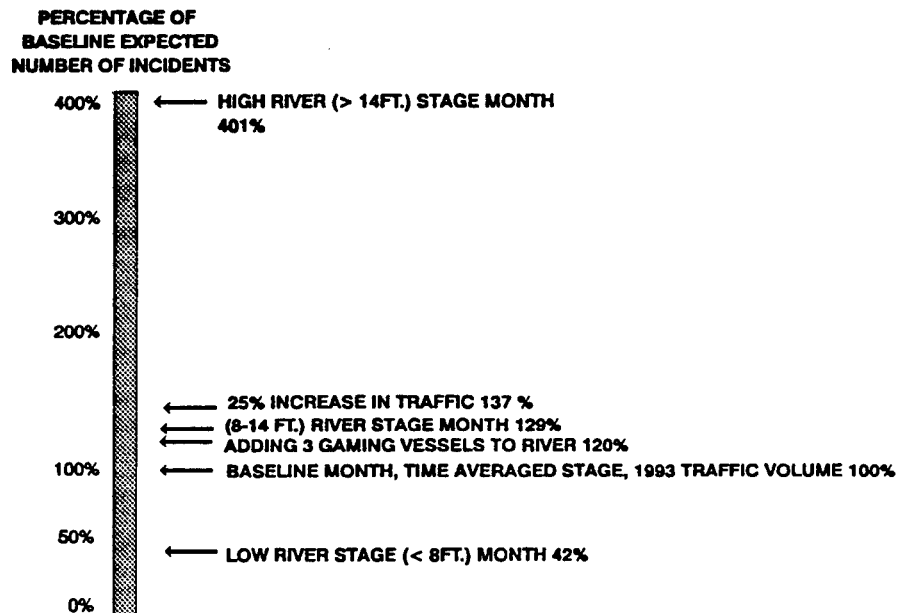 PERCENTAGE OF
BASELINE EXPECTED
NUMBER OF INCIDENTS
400%
HIGH RIVER (> 14FT.) STAGE MONTH
401%
300%
200%
25% INCREASE IN TRAFFIC 137 %
(8-14 FT.) RIVER STAGE MONTH 129%
ADDING 3 GAMING VESSELS TO RIVER 120%
100%
BASELINE MONTH, TIME AVERAGED STAGE, 1993 TRAFFIC VOLUME 100%
50%
LOW RIVER STAGE (< 8FT.) MONTH 42%
0%